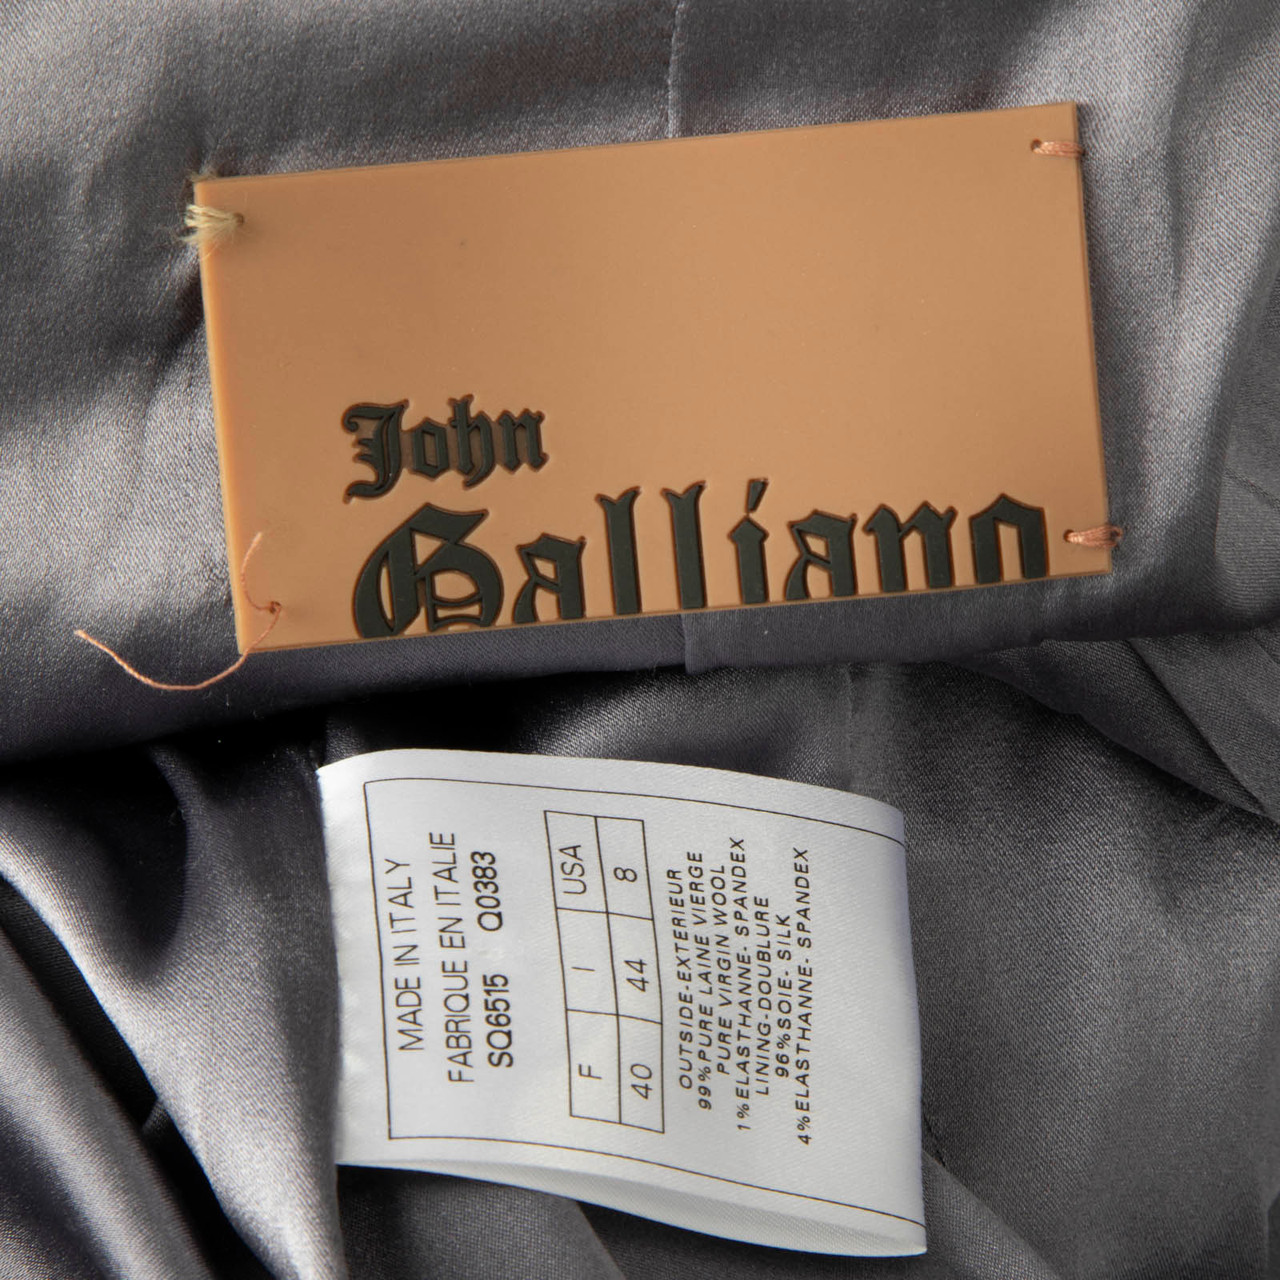 John
Galliano
MADE IN ITALY
FABRIQUE EN ITALIE
SQ6515 Q0383
F I USA
40 44 8
OUTSIDE-EXTERIEUR
99%PURE LAINE VIERGE
PURE VIRGIN WOOL
1%ELASTHANNE- SPANDEX
LINING-DOUBLURE
96%SOIE- SILK
4%ELASTHANNE- SPANDEX